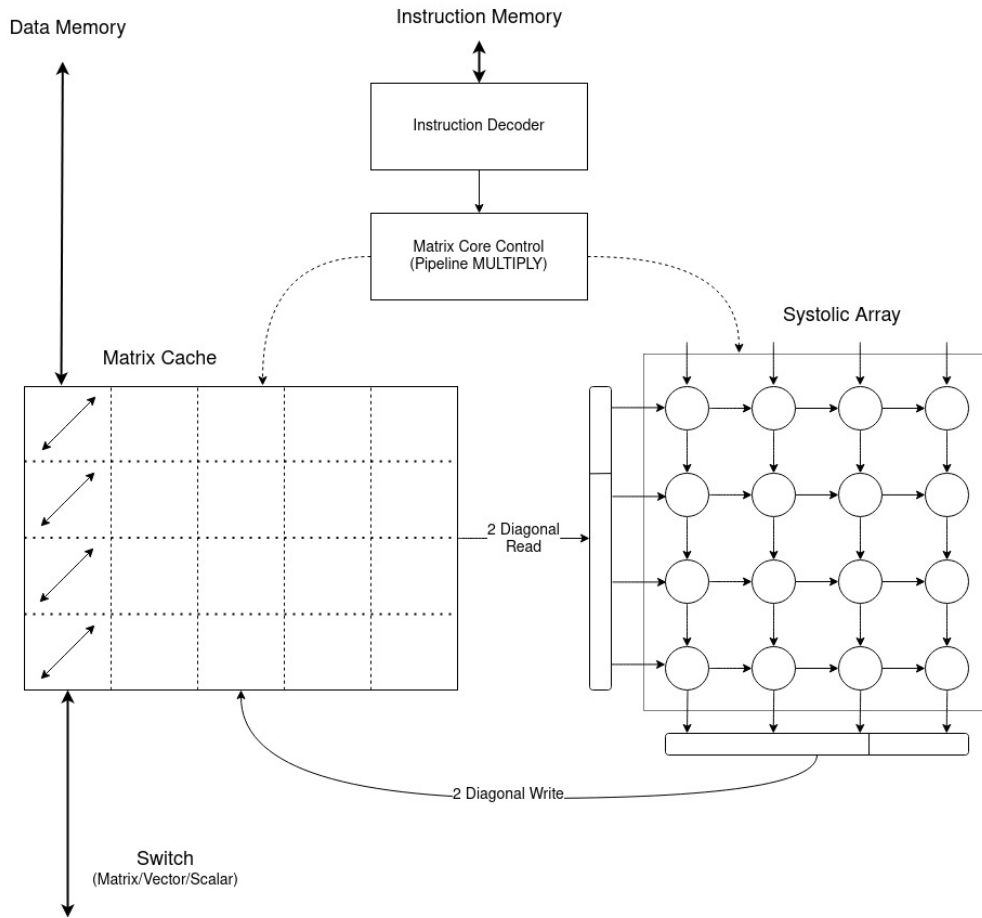 Data Memory
Instruction Memory
Instruction Decoder
Matrix Core Control
(Pipeline MULTIPLY)
Systolic Array
Matrix Cache
2 Diagonal
Read
2 Diagonal Write
Switch
(Matrix/Vector/Scalar)